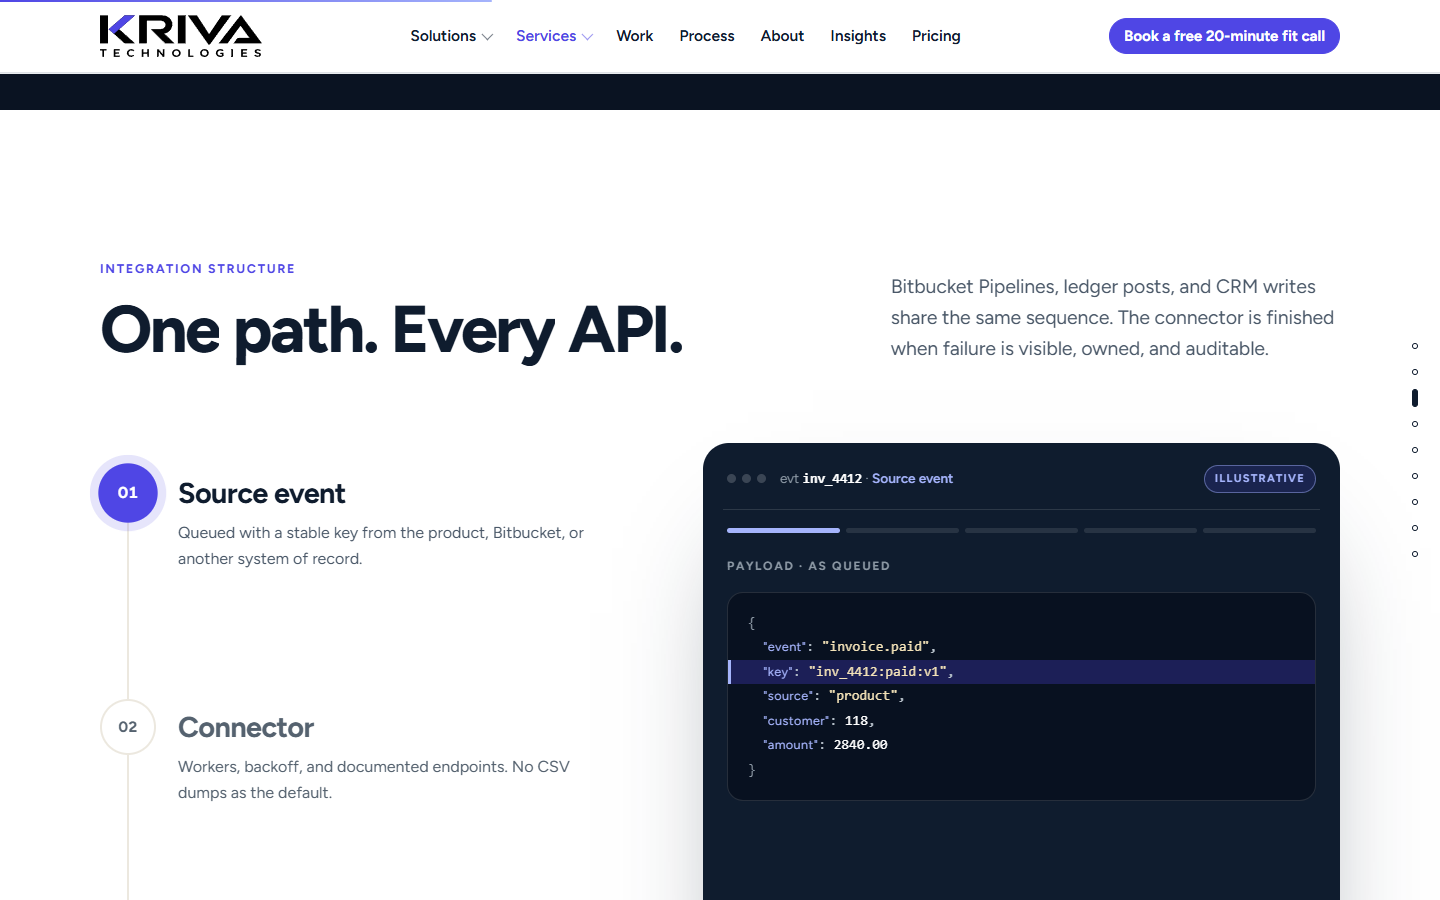 KRIVA
TECHNOLOGIES
Solutions
Services
Work
Process
About
Insights
Pricing
Book a free 20-minute fit call
INTEGRATION STRUCTURE
One path. Every API.
Bitbucket Pipelines, ledger posts, and CRM writes
share the same sequence. The connector is finished
when failure is visible, owned, and auditable.
01
Source event
Queued with a stable key from the product, Bitbucket, or
another system of record.
02
Connector
Workers, backoff, and documented endpoints. No CSV
dumps as the default.
evt inv_4412 · Source event
ILLUSTRATIVE
PAYLOAD · AS QUEUED
{
"event": "invoice.paid",
"key": "inv_4412:paid:v1",
"source": "product",
"customer": 118,
"amount": 2840.00
}